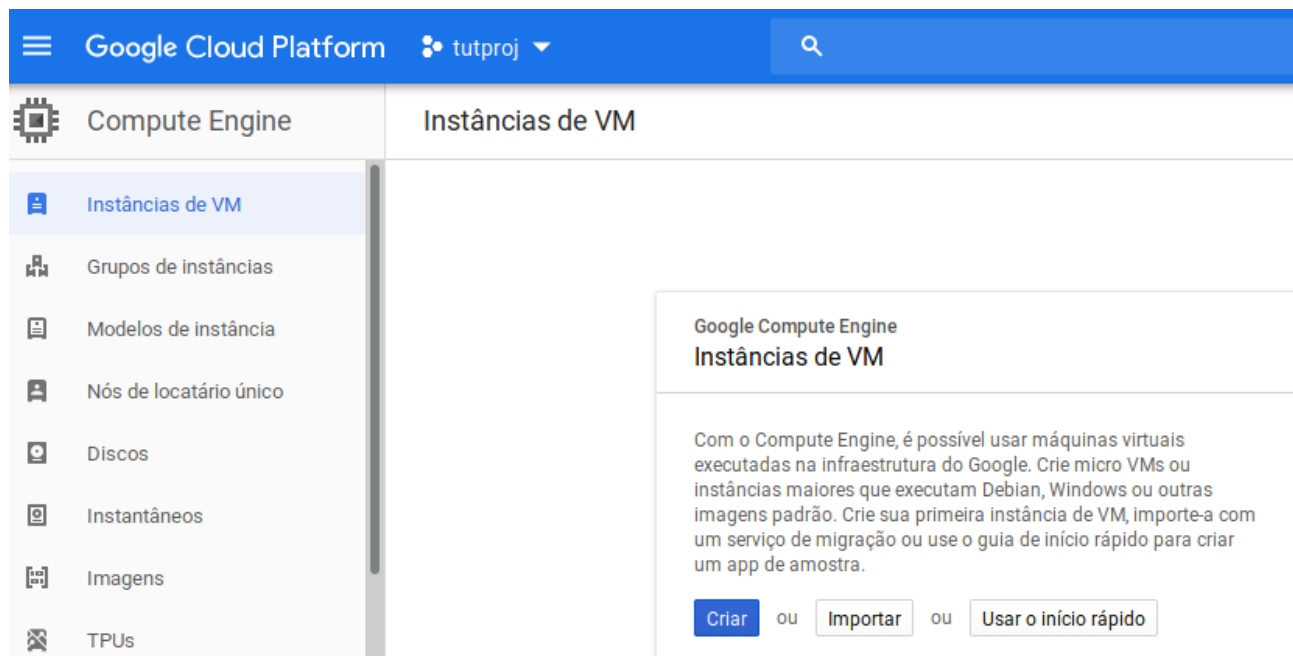 Google Cloud Platform tutproj
Compute Engine
Instâncias de VM
Instâncias de VM
Grupos de instâncias
Modelos de instância
Nós de locatário único
Discos
Instantâneos
Imagens
TPUs
Google Compute Engine
Instâncias de VM
Com o Compute Engine, é possível usar máquinas virtuais
executadas na infraestrutura do Google. Crie micro VMs ou
instâncias maiores que executam Debian, Windows ou outras
imagens padrão. Crie sua primeira instância de VM, importe-a com
um serviço de migração ou use o guia de início rápido para criar
um app de amostra.
Criar ou Importar ou Usar o início rápido